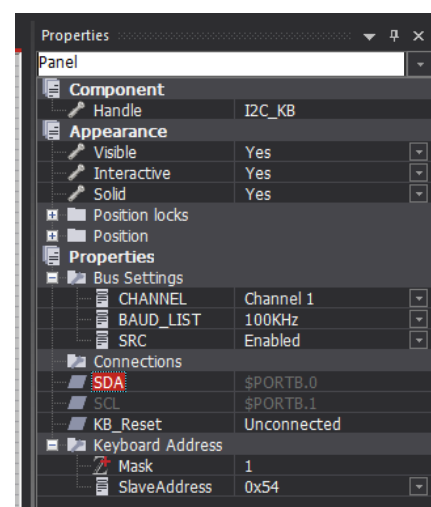 Properties
Panel
Component
Handle I2C_KB
Appearance
Visible Yes
Interactive Yes
Solid Yes
Position locks
Position
Properties
Bus Settings
CHANNEL Channel 1
BAUD_LIST 100KHz
SRC Enabled
Connections
SDA $PORTB.0
SCL $PORTB.1
KB_Reset Unconnected
Keyboard Address
Mask 1
SlaveAddress 0x54